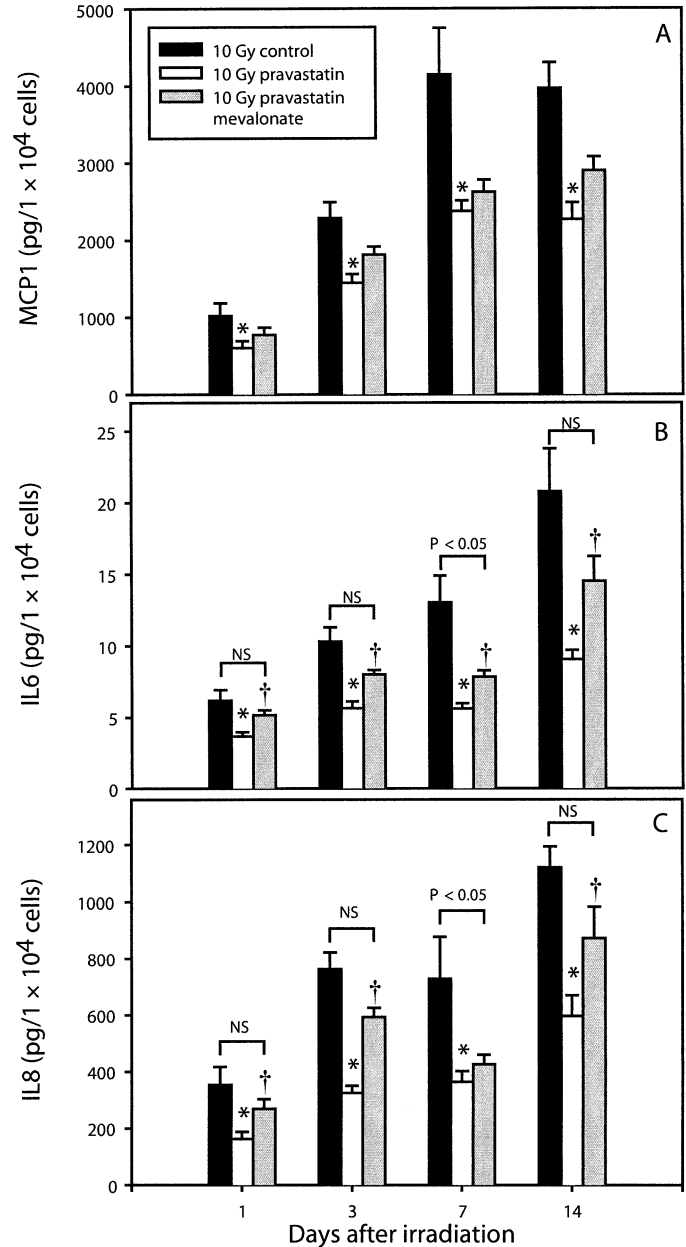 5000
4000
3000
2000
1000
0
MCP1 (pg/1 × 10⁴ cells)
A
10 Gy control
10 Gy pravastatin
10 Gy pravastatin
mevalonate
*
*
*
*
25
20
15
10
5
0
IL6 (pg/1 × 10⁴ cells)
B
NS
P < 0.05
NS
NS
* †
* †
* †
* †
1200
1000
800
600
400
200
0
IL8 (pg/1 × 10⁴ cells)
C
NS
P < 0.05
NS
NS
* †
* †
*
* †
1 3 7 14
Days after irradiation